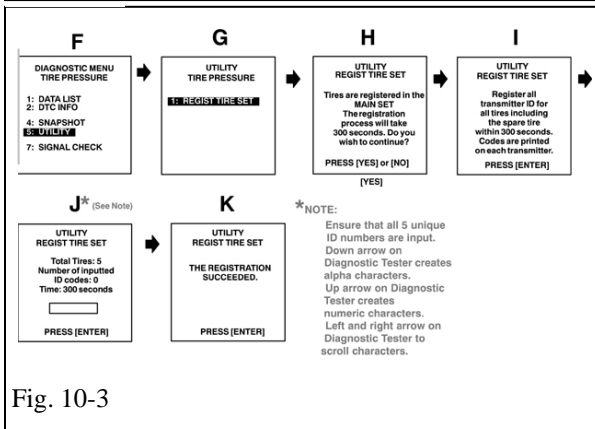 F
DIAGNOSTIC MENU
TIRE PRESSURE
1: DATA LIST
2: DTC INFO
4: SNAPSHOT
5: UTILITY
7: SIGNAL CHECK
G
UTILITY
TIRE PRESSURE
1: REGIST TIRE SET
H
UTILITY
REGIST TIRE SET
Tires are registered in the
MAIN SET
The registration
process will take
300 seconds. Do you
wish to continue?
PRESS [YES] or [NO]
[YES]
I
UTILITY
REGIST TIRE SET
Register all
transmitter ID for
all tires including
the spare tire
within 300 seconds.
Codes are printed
on each transmitter.
PRESS [ENTER]
J* (See Note)
UTILITY
REGIST TIRE SET
Total Tires: 5
Number of inputted
ID codes: 0
Time: 300 seconds
PRESS [ENTER]
K
UTILITY
REGIST TIRE SET
THE REGISTRATION
SUCCEEDED.
*NOTE:
Ensure that all 5 unique
ID numbers are input.
Down arrow on
Diagnostic Tester creates
alpha characters.
Up arrow on Diagnostic
Tester creates
numeric characters.
Left and right arrow on
Diagnostic Tester to
scroll characters.
Fig. 10-3